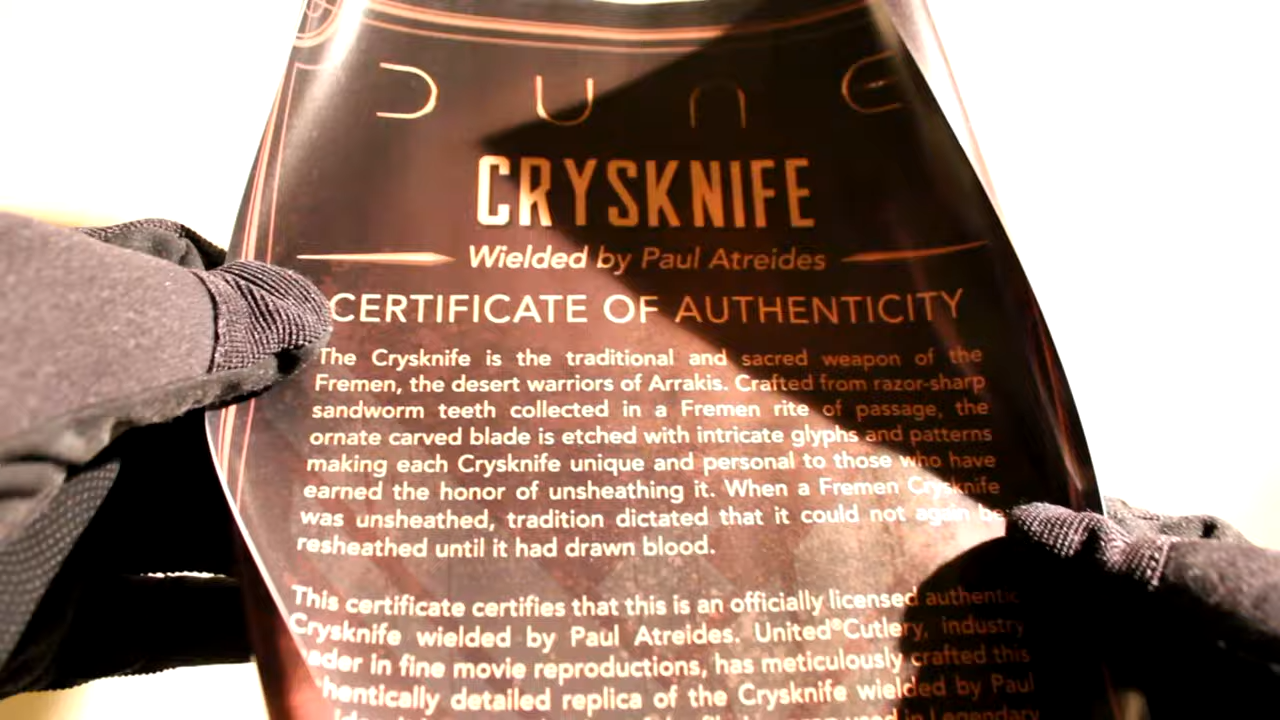 DUNE
CRYSKNIFE
Wielded by Paul Atreides
CERTIFICATE OF AUTHENTICITY
The Crysknife is the traditional and sacred weapon of the
Fremen, the desert warriors of Arrakis. Crafted from razor-sharp
sandworm teeth collected in a Fremen rite of passage, the
ornate carved blade is etched with intricate glyphs and patterns
making each Crysknife unique and personal to those who have
earned the honor of unsheathing it. When a Fremen Crysknife
was unsheathed, tradition dictated that it could not again be
resheathed until it had drawn blood.
This certificate certifies that this is an officially licensed authentic
Crysknife wielded by Paul Atreides. United®Cutlery, industry
ader in fine movie reproductions, has meticulously crafted this
hentically detailed replica of the Crysknife wielded by Paul
used in Legendary